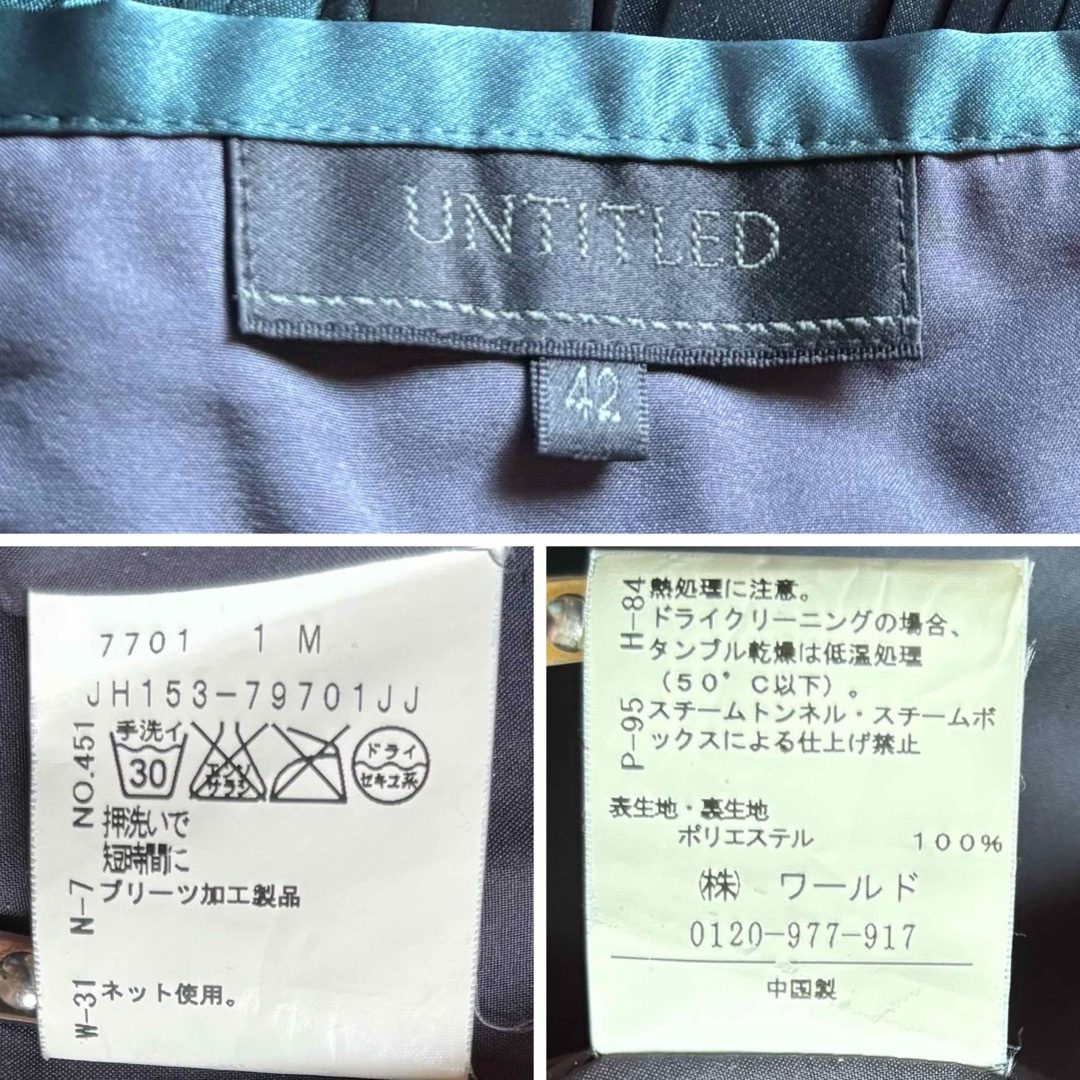 UNTITLED
42
7701 1 M
JH153-79701JJ
NO.451
手洗イ
30
エンソ
サラシ
ドライ
セキユ系
押洗いで
短時間に
N-7
プリーツ加工製品
W-31
ネット使用。
H-84
熱処理に注意。
ドライクリーニングの場合、
タンブル乾燥は低温処理
(50°C以下)。
P-95
スチームトンネル・スチームボ
ックスによる仕上げ禁止
表生地・裏生地
ポリエステル 100%
㈱ ワールド
0120-977-917
中国製